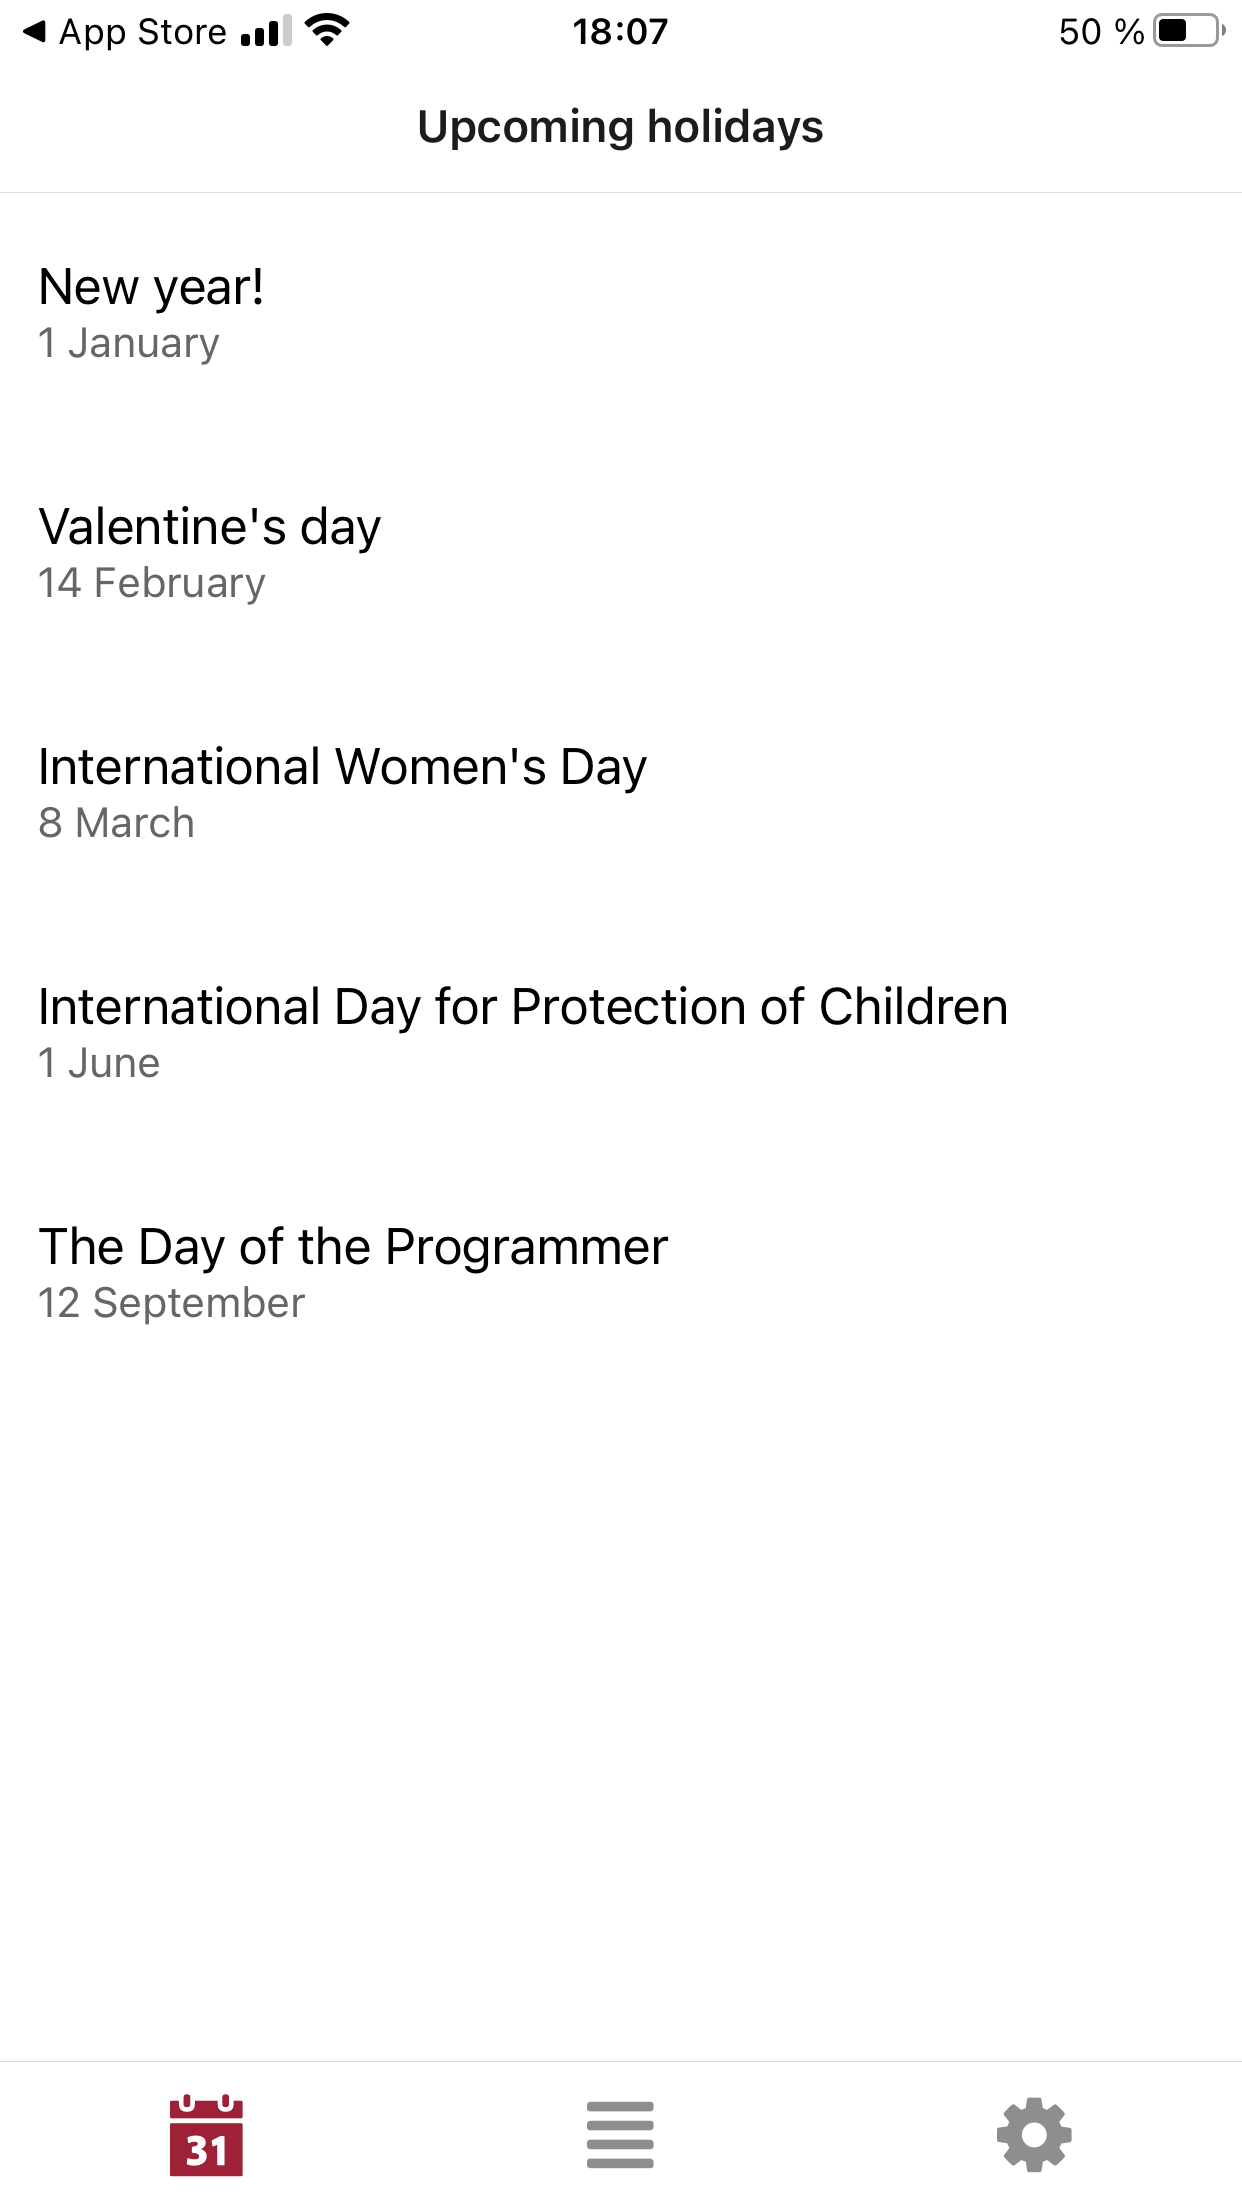 App Store 18:07 50 %
Upcoming holidays
New year!
1 January
Valentine's day
14 February
International Women's Day
8 March
International Day for Protection of Children
1 June
The Day of the Programmer
12 September
31